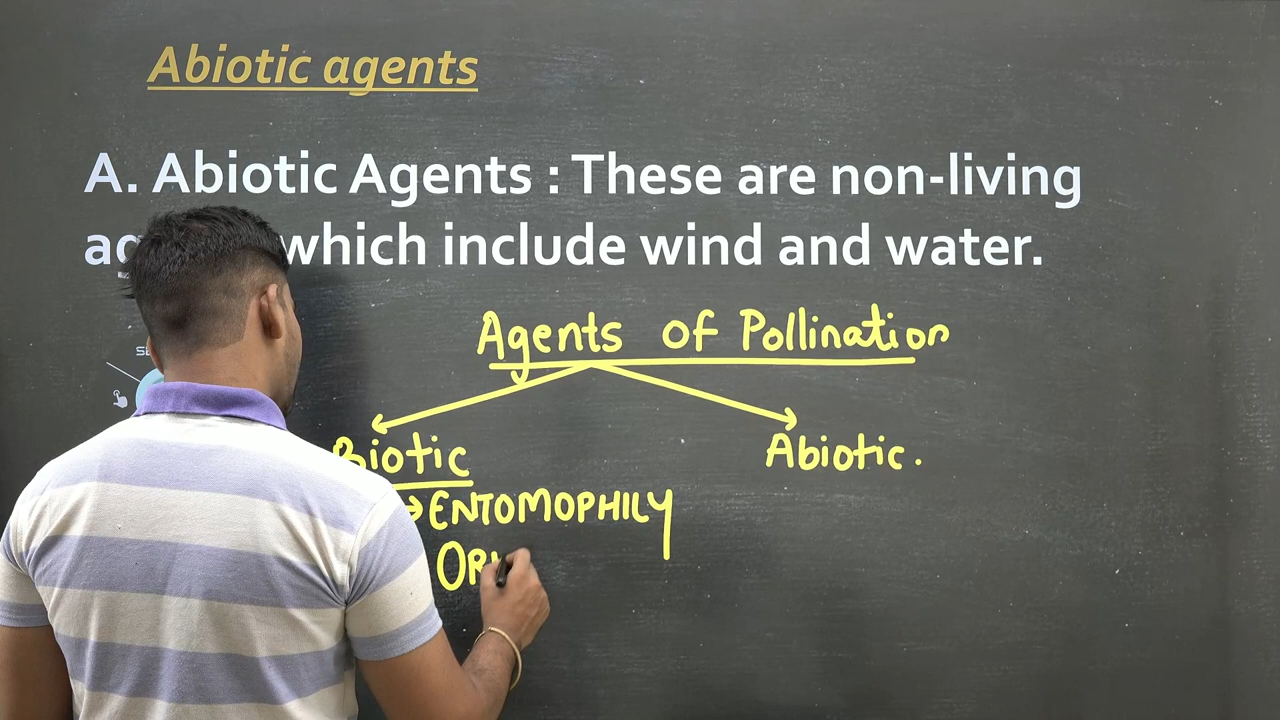 Abiotic agents
A. Abiotic Agents : These are non-living
which include wind and water.
Agents of Pollination
Biotic
Abiotic.
→ ENTOMOPHILY